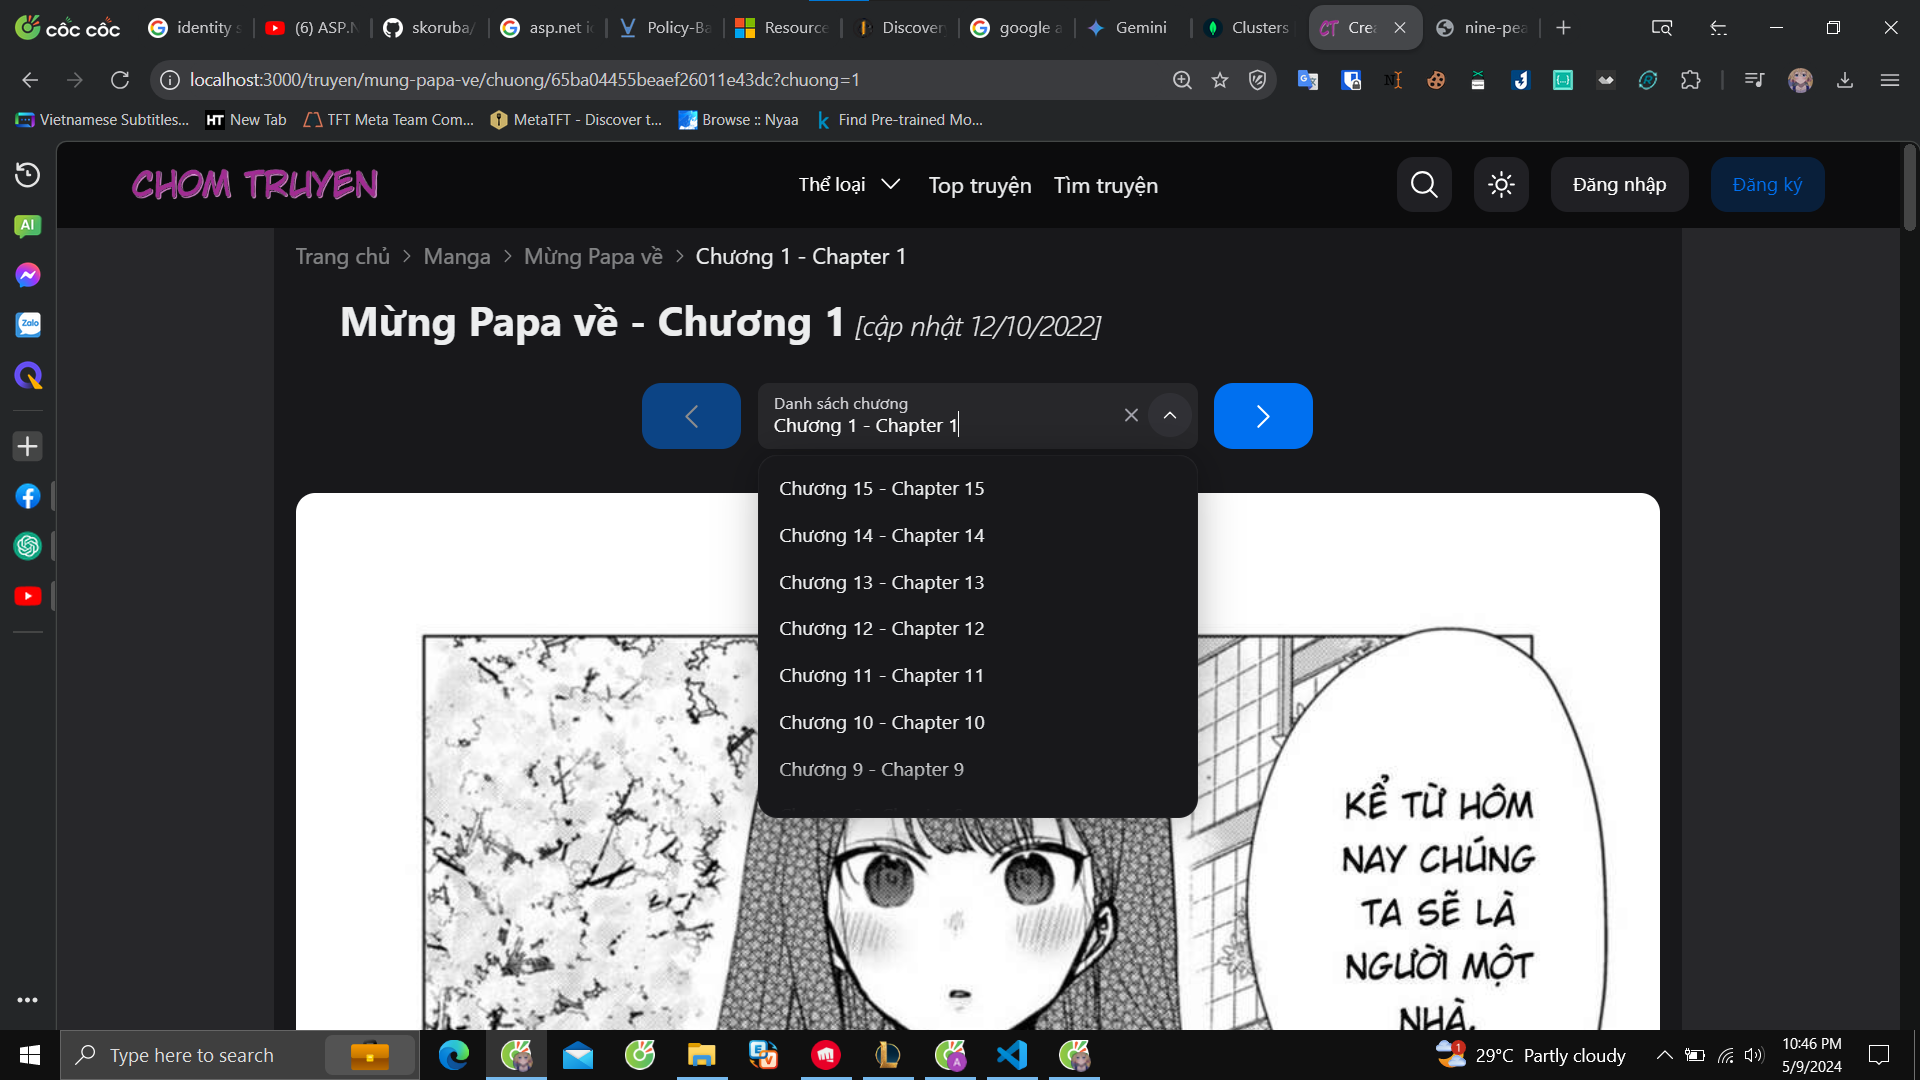 cốc cốc
identity s
(6) ASP.N
skoruba/
asp.net i
Policy-Ba
Resource
Discover
google a
Gemini
Clusters
Crea
nine-pea
localhost:3000/truyen/mung-papa-ve/chuong/65ba04455beaef26011e43dc?chuong=1
Vietnamese Subtitles...
HT New Tab
TFT Meta Team Com...
MetaTFT - Discover t...
Browse :: Nyaa
k Find Pre-trained Mo...
CHOM TRUYEN
Thể loại
Top truyện
Tìm truyện
Đăng nhập
Đăng ký
AI
Zalo
Trang chủ > Manga > Mừng Papa về > Chương 1 - Chapter 1
Mừng Papa về - Chương 1 [cập nhật 12/10/2022]
Danh sách chương
Chương 1 - Chapter 1
Chương 15 - Chapter 15
Chương 14 - Chapter 14
Chương 13 - Chapter 13
Chương 12 - Chapter 12
Chương 11 - Chapter 11
Chương 10 - Chapter 10
Chương 9 - Chapter 9
KỂ TỪ HÔM
NAY CHÚNG
TA SẼ LÀ
NGƯỜI MỘT
NHÀ.
Type here to search
29°C Partly cloudy
10:46 PM
5/9/2024